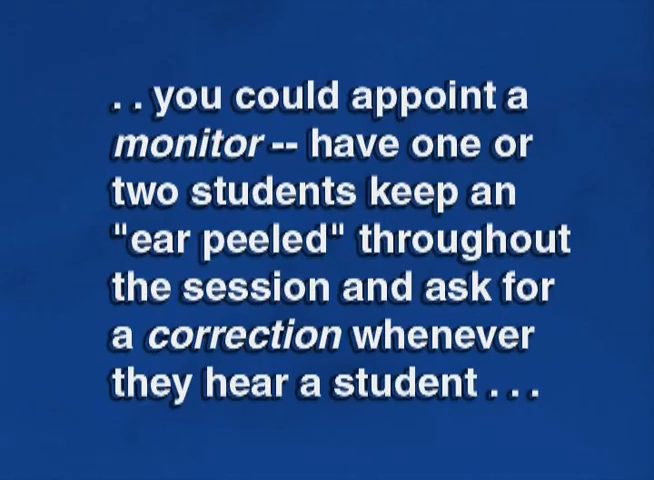 . . you could appoint a
monitor -- have one or
two students keep an
"ear peeled" throughout
the session and ask for
a correction whenever
they hear a student . . .